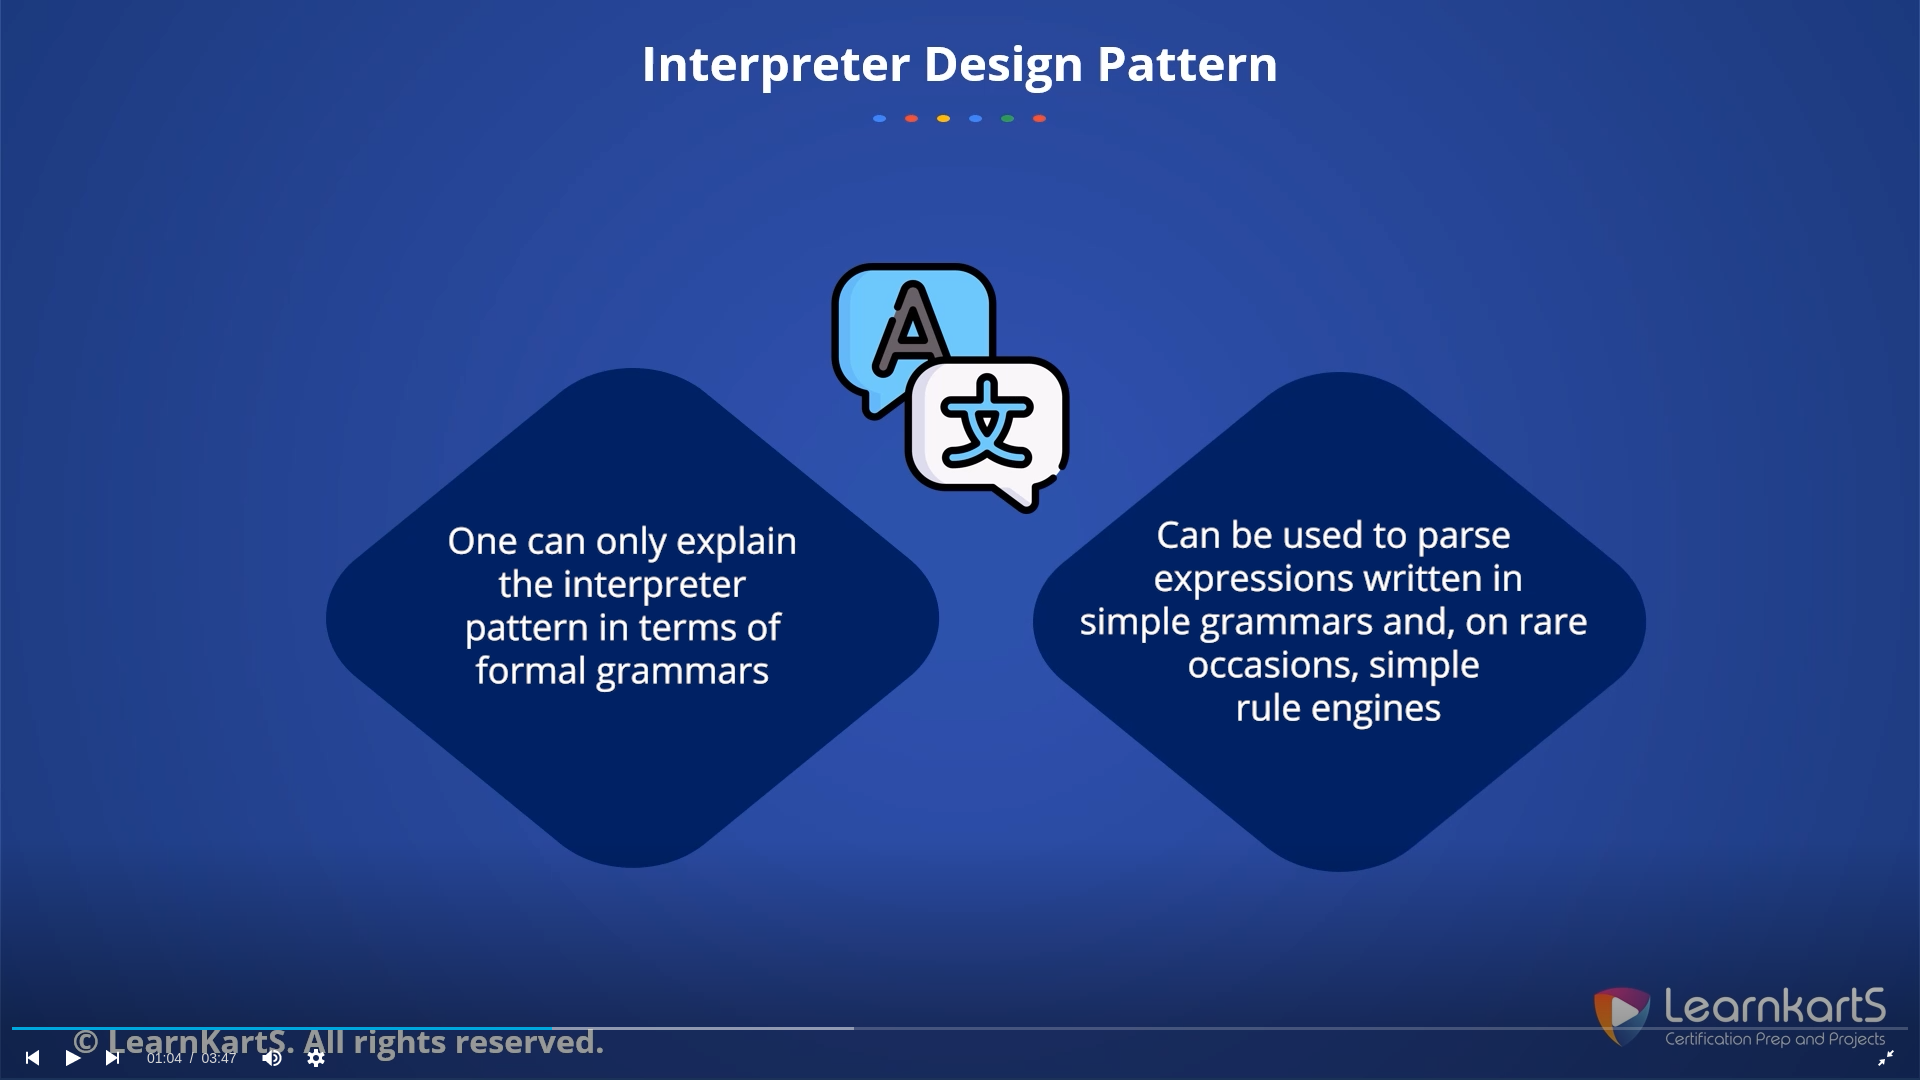 Interpreter Design Pattern
A
文
One can only explain
the interpreter
pattern in terms of
formal grammars
Can be used to parse
expressions written in
simple grammars and, on rare
occasions, simple
rule engines
LearnkartS
Certification Prep and Projects
© LearnKartS. All rights reserved.
01:04 / 03:47